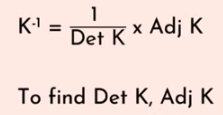 K⁻¹ = 1/Det K x Adj K
To find Det K, Adj K